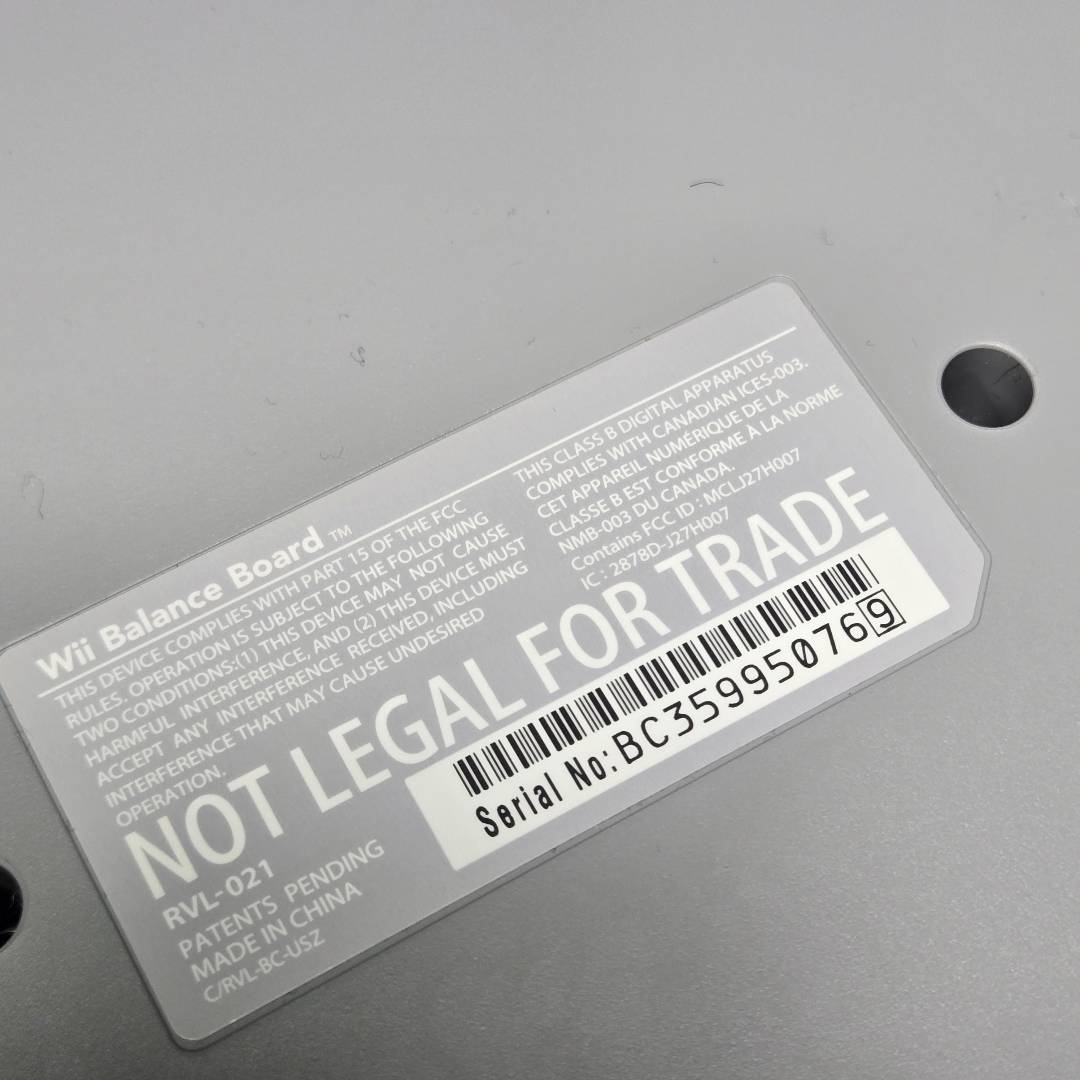 Wii Balance Board™
THIS DEVICE COMPLIES WITH PART 15 OF THE FCC
RULES. OPERATION IS SUBJECT TO THE FOLLOWING
TWO CONDITIONS:(1) THIS DEVICE MAY NOT CAUSE
HARMFUL INTERFERENCE, AND (2) THIS DEVICE MUST
ACCEPT ANY INTERFERENCE RECEIVED, INCLUDING
INTERFERENCE THAT MAY CAUSE UNDESIRED
OPERATION.
THIS CLASS B DIGITAL APPARATUS
COMPLIES WITH CANADIAN ICES-003.
CET APPAREIL NUMÉRIQUE DE LA
CLASSE B EST CONFORME À LA NORME
NMB-003 DU CANADA.
Contains FCC ID : MCLJ27H007
IC : 2878D-J27H007
NOT LEGAL FOR TRADE
RVL-021
PATENTS PENDING
MADE IN CHINA
C/RVL-BC-USZ
Serial No:BC359950769